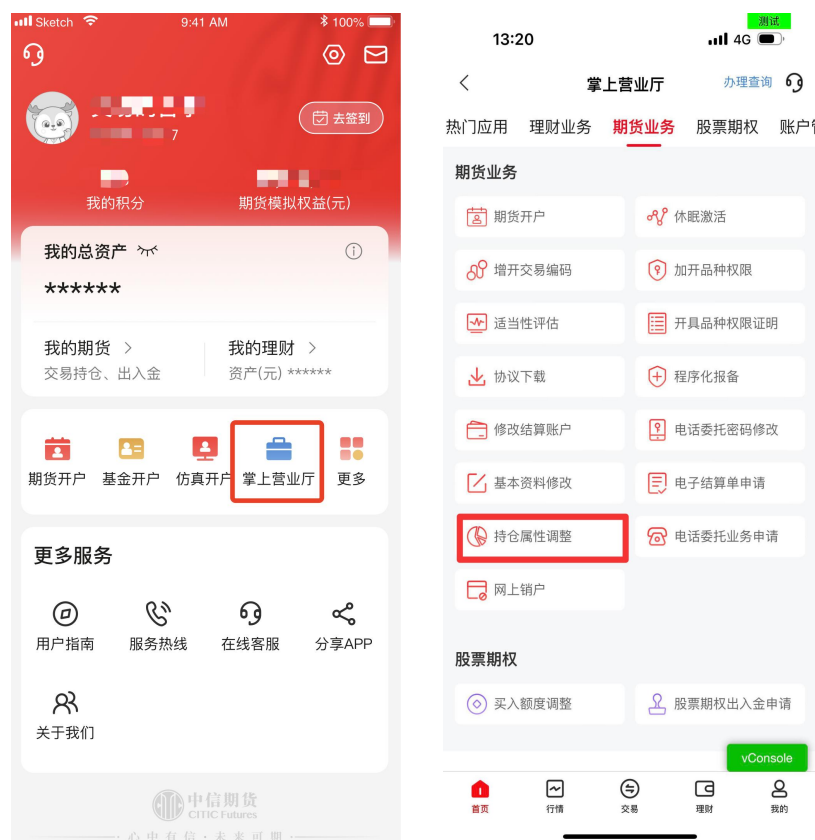 Sketch
9:41 AM
100%
7
去签到
我的积分
期货模拟权益(元)
我的总资产
******
我的期货
交易持仓、出入金
我的理财
资产(元) ******
期货开户
基金开户
仿真开户
掌上营业厅
更多
更多服务
用户指南
服务热线
在线客服
分享APP
关于我们
中信期货
CITIC Futures
心中有信·未来可期
测试
13:20
4G
掌上营业厅
办理查询
热门应用
理财业务
期货业务
股票期权
期货业务
期货开户
休眠激活
增开交易编码
加开品种权限
适当性评估
开具品种权限证明
协议下载
程序化报备
修改结算账户
电话委托密码修改
基本资料修改
电子结算单申请
持仓属性调整
电话委托业务申请
网上销户
股票期权
买入额度调整
股票期权出入金申请
vConsole
首页
行情
交易
理财
我的